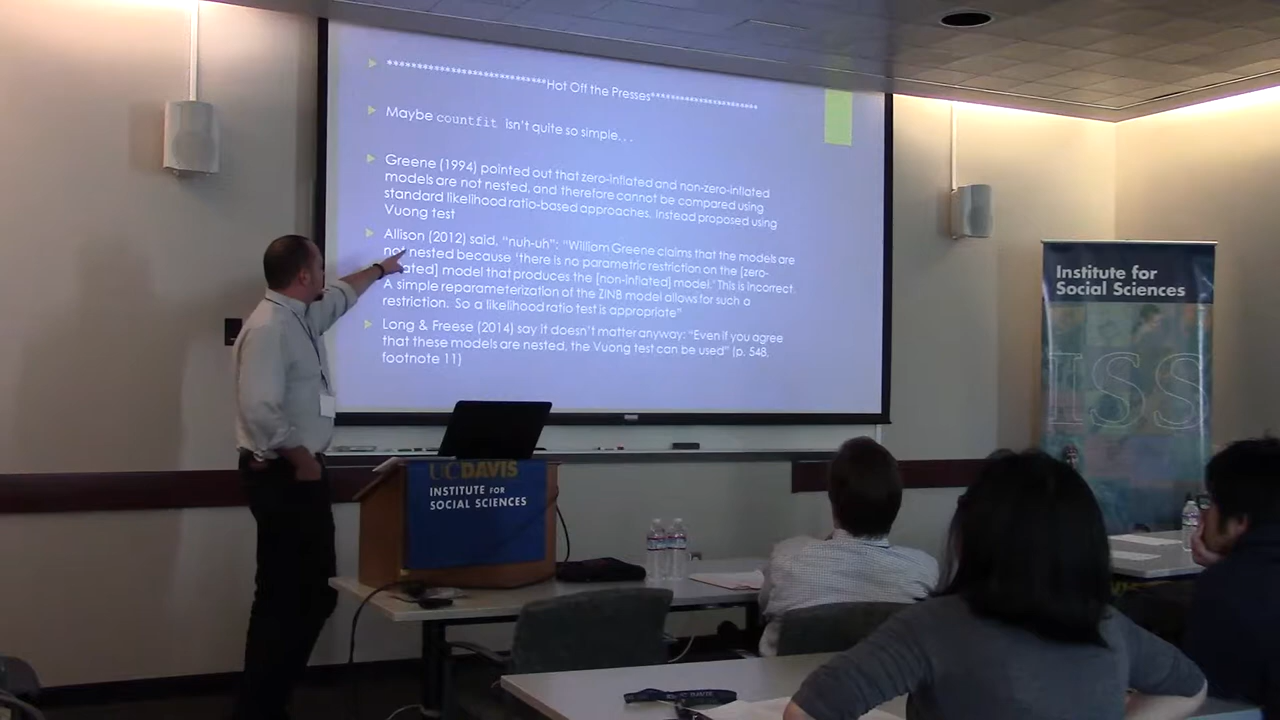 *****************************Hot Off the Presses*******************
Maybe countfit isn't quite so simple. . .
Greene (1994) pointed out that zero-inflated and non-zero-inflated
models are not nested, and therefore cannot be compared using
standard likelihood ratio-based approaches. Instead proposed using
Vuong test
Allison (2012) said, "nuh-uh": "William Greene claims that the models are
not nested because 'there is no parametric restriction on the [zero-
ated] model that produces the [non-inflated] model.' This is incorrect.
A simple reparameterization of the ZINB model allows for such a
restriction. So a likelihood ratio test is appropriate"
Long & Freese (2014) say it doesn't matter anyway: "Even if you agree
that these models are nested, the Vuong test can be used" (p. 548,
footnote 11)
Institute for
Social Sciences
ISS
UC DAVIS
INSTITUTE FOR
SOCIAL SCIENCES
UC DAVIS